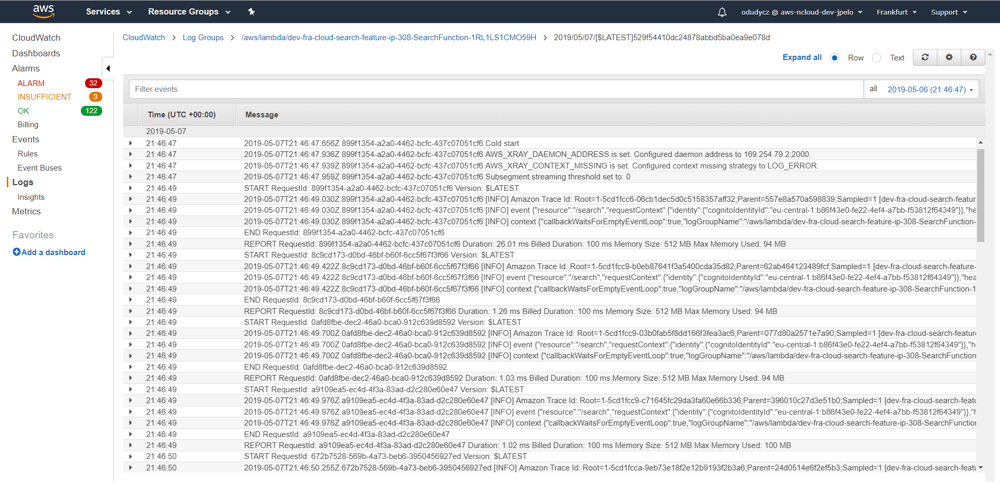 aws Services Resource Groups odudycz @ aws-ncloud-dev-jpelo Frankfurt Support
CloudWatch
Dashboards
Alarms
ALARM 32
INSUFFICIENT 3
OK 122
Billing
Events
Rules
Event Buses
Logs
Insights
Metrics
Favorites
Add a dashboard
CloudWatch > Log Groups > /aws/lambda/dev-fra-cloud-search-feature-ip-308-SearchFunction-1RL1LS1CMO59H > 2019/05/07/[$LATEST]529f54410dc24878abbd5ba0ea9e078d
Expand all Row Text
Filter events all 2019-05-06 (21:46:47)
Time (UTC +00:00) Message
2019-05-07
21:46:47 2019-05-07T21:46:47.656Z 899f1354-a2a0-4462-bcfc-437c07051cf6 Cold start
21:46:47 2019-05-07T21:46:47.936Z 899f1354-a2a0-4462-bcfc-437c07051cf6 AWS_XRAY_DAEMON_ADDRESS is set. Configured daemon address to 169.254.79.2:2000.
21:46:47 2019-05-07T21:46:47.939Z 899f1354-a2a0-4462-bcfc-437c07051cf6 AWS_XRAY_CONTEXT_MISSING is set. Configured context missing strategy to LOG_ERROR.
21:46:47 2019-05-07T21:46:47.959Z 899f1354-a2a0-4462-bcfc-437c07051cf6 Subsegment streaming threshold set to: 0
21:46:49 START RequestId: 899f1354-a2a0-4462-bcfc-437c07051cf6 Version: $LATEST
21:46:49 2019-05-07T21:46:49.030Z 899f1354-a2a0-4462-bcfc-437c07051cf6 [INFO] Amazon Trace Id: Root=1-5cd1fcc6-06cb1dec5d0c5158357aff32;Parent=557e8a570a598839;Sampled=1 [dev-fra-cloud-search-featur
21:46:49 2019-05-07T21:46:49.030Z 899f1354-a2a0-4462-bcfc-437c07051cf6 [INFO] event {"resource":"/search","requestContext":{"identity":{"cognitoIdentityId":"eu-central-1:b86f43e0-fe22-4ef4-a7bb-f53812f64349"}},"he
21:46:49 2019-05-07T21:46:49.030Z 899f1354-a2a0-4462-bcfc-437c07051cf6 [INFO] context {"callbackWaitsForEmptyEventLoop":true,"logGroupName":"/aws/lambda/dev-fra-cloud-search-feature-ip-308-SearchFunction-
21:46:49 END RequestId: 899f1354-a2a0-4462-bcfc-437c07051cf6
21:46:49 REPORT RequestId: 899f1354-a2a0-4462-bcfc-437c07051cf6 Duration: 26.01 ms Billed Duration: 100 ms Memory Size: 512 MB Max Memory Used: 94 MB
21:46:49 START RequestId: 8c9cd173-d0bd-46bf-b60f-6cc5f67f3f66 Version: $LATEST
21:46:49 2019-05-07T21:46:49.422Z 8c9cd173-d0bd-46bf-b60f-6cc5f67f3f66 [INFO] Amazon Trace Id: Root=1-5cd1fcc9-b0eb87641f3a5400cda35d82;Parent=62ab464123489fcf;Sampled=1 [dev-fra-cloud-search-feature-
21:46:49 2019-05-07T21:46:49.422Z 8c9cd173-d0bd-46bf-b60f-6cc5f67f3f66 [INFO] event {"resource":"/search","requestContext":{"identity":{"cognitoIdentityId":"eu-central-1:b86f43e0-fe22-4ef4-a7bb-f53812f64349"}},"hea
21:46:49 2019-05-07T21:46:49.422Z 8c9cd173-d0bd-46bf-b60f-6cc5f67f3f66 [INFO] context {"callbackWaitsForEmptyEventLoop":true,"logGroupName":"/aws/lambda/dev-fra-cloud-search-feature-ip-308-SearchFunction-1
21:46:49 END RequestId: 8c9cd173-d0bd-46bf-b60f-6cc5f67f3f66
21:46:49 REPORT RequestId: 8c9cd173-d0bd-46bf-b60f-6cc5f67f3f66 Duration: 1.26 ms Billed Duration: 100 ms Memory Size: 512 MB Max Memory Used: 94 MB
21:46:49 START RequestId: 0afd8fbe-dec2-46a0-bca0-912c639d8592 Version: $LATEST
21:46:49 2019-05-07T21:46:49.700Z 0afd8fbe-dec2-46a0-bca0-912c639d8592 [INFO] Amazon Trace Id: Root=1-5cd1fcc9-03b0fab5f8dd166f3fea3ac6;Parent=077d80a2571e7a90;Sampled=1 [dev-fra-cloud-search-featur
21:46:49 2019-05-07T21:46:49.700Z 0afd8fbe-dec2-46a0-bca0-912c639d8592 [INFO] event {"resource":"/search","requestContext":{"identity":{"cognitoIdentityId":"eu-central-1:b86f43e0-fe22-4ef4-a7bb-f53812f64349"}},"h
21:46:49 2019-05-07T21:46:49.700Z 0afd8fbe-dec2-46a0-bca0-912c639d8592 [INFO] context {"callbackWaitsForEmptyEventLoop":true,"logGroupName":"/aws/lambda/dev-fra-cloud-search-feature-ip-308-SearchFunction
21:46:49 END RequestId: 0afd8fbe-dec2-46a0-bca0-912c639d8592
21:46:49 REPORT RequestId: 0afd8fbe-dec2-46a0-bca0-912c639d8592 Duration: 1.03 ms Billed Duration: 100 ms Memory Size: 512 MB Max Memory Used: 94 MB
21:46:49 START RequestId: a9109ea5-ec4d-4f3a-83ad-d2c280e60e47 Version: $LATEST
21:46:49 2019-05-07T21:46:49.976Z a9109ea5-ec4d-4f3a-83ad-d2c280e60e47 [INFO] Amazon Trace Id: Root=1-5cd1fcc9-c71645fc29da3fa60e66b336;Parent=396010c27d3e51b0;Sampled=1 [dev-fra-cloud-search-featu
21:46:49 2019-05-07T21:46:49.976Z a9109ea5-ec4d-4f3a-83ad-d2c280e60e47 [INFO] event {"resource":"/search","requestContext":{"identity":{"cognitoIdentityId":"eu-central-1:b86f43e0-fe22-4ef4-a7bb-f53812f64349"}},"h
21:46:49 2019-05-07T21:46:49.976Z a9109ea5-ec4d-4f3a-83ad-d2c280e60e47 [INFO] context {"callbackWaitsForEmptyEventLoop":true,"logGroupName":"/aws/lambda/dev-fra-cloud-search-feature-ip-308-SearchFunctior
21:46:49 END RequestId: a9109ea5-ec4d-4f3a-83ad-d2c280e60e47
21:46:49 REPORT RequestId: a9109ea5-ec4d-4f3a-83ad-d2c280e60e47 Duration: 1.02 ms Billed Duration: 100 ms Memory Size: 512 MB Max Memory Used: 100 MB
21:46:50 START RequestId: 672b7528-569b-4a73-beb6-3950456927ed Version: $LATEST
21:46:50 2019-05-07T21:46:50.255Z 672b7528-569b-4a73-beb6-3950456927ed [INFO] Amazon Trace Id: Root=1-5cd1fcca-9eb73e18f2e12b9193f2b3a6;Parent=24d0514e6f2ef5b3;Sampled=1 [dev-fra-cloud-search-featu